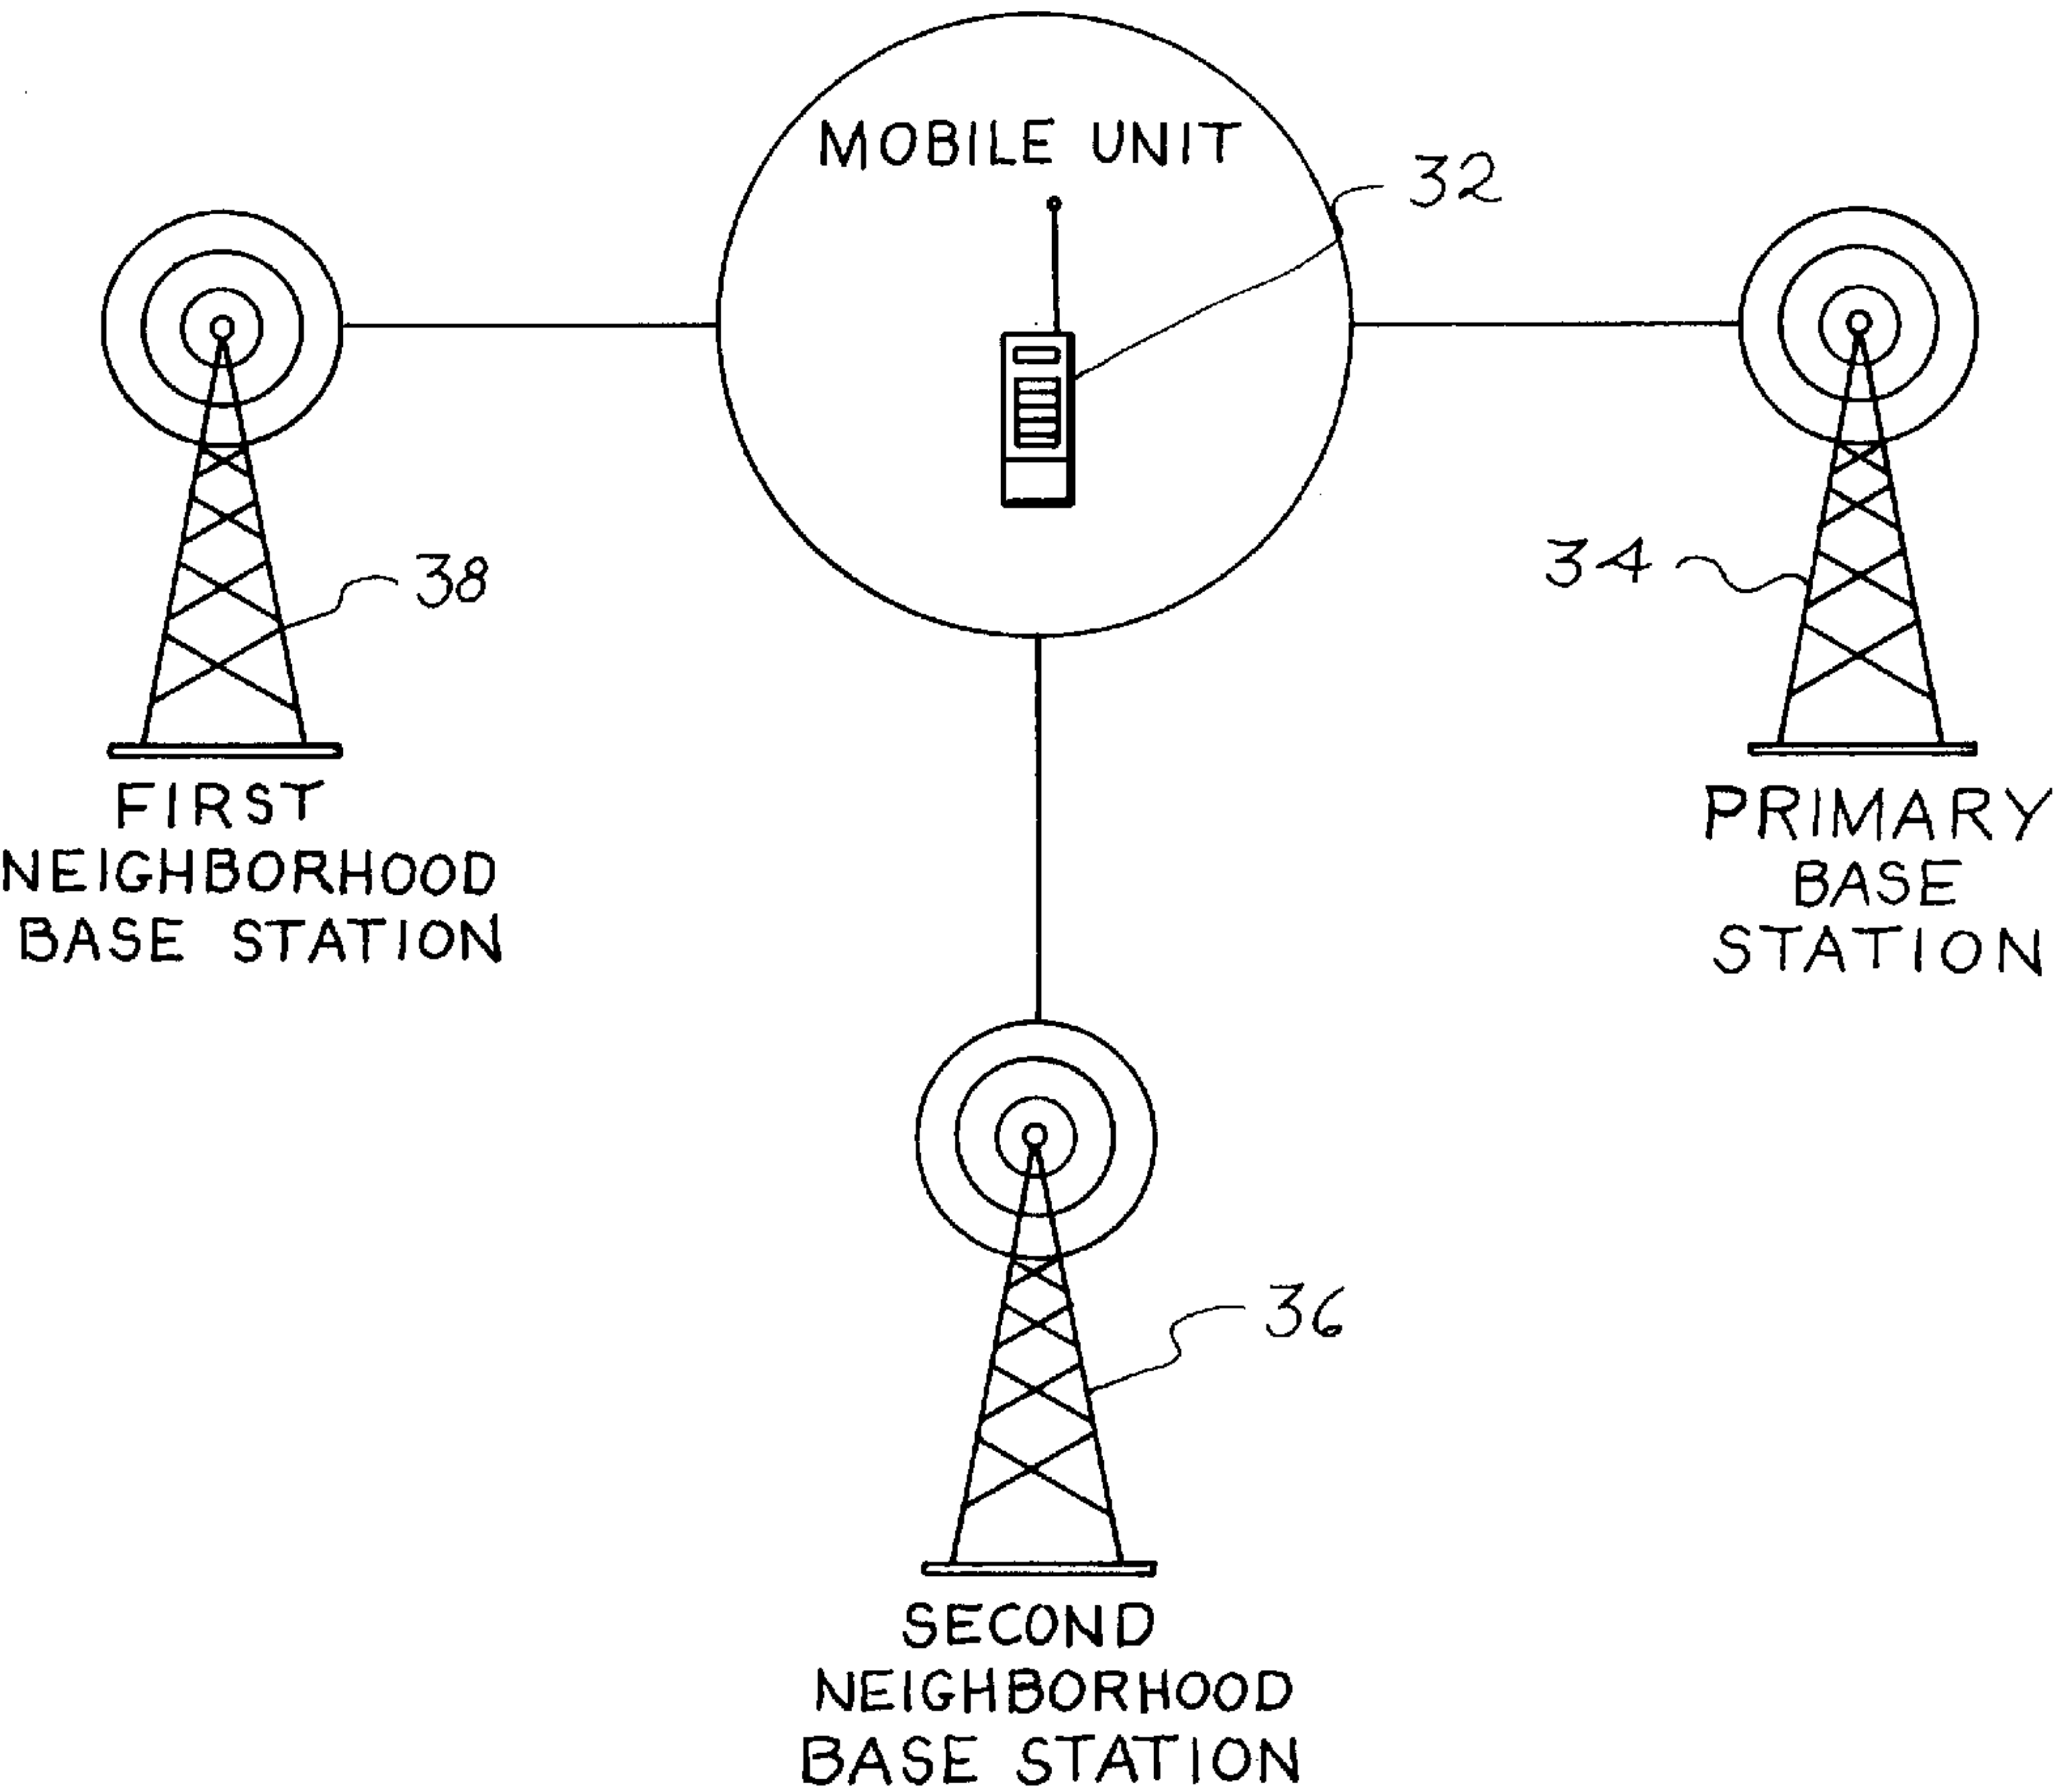 MOBILE UNIT
32
38
34
FIRST
NEIGHBORHOOD
BASE STATION
PRIMARY
BASE
STATION
36
SECOND
NEIGHBORHOOD
BASE STATION